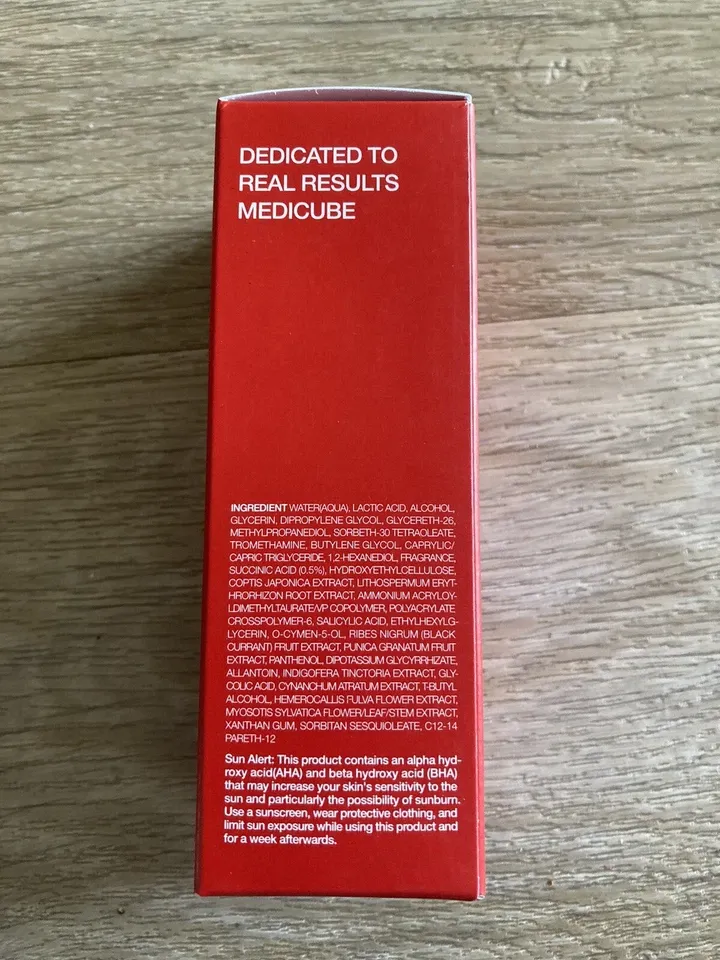 DEDICATED TO
REAL RESULTS
MEDICUBE
INGREDIENT WATER(AQUA), LACTIC ACID, ALCOHOL,
GLYCERIN, DIPROPYLENE GLYCOL, GLYCERETH-26,
METHYLPROPANEDIOL, SORBETH-30 TETRAOLEATE,
TROMETHAMINE, BUTYLENE GLYCOL, CAPRYLIC/
CAPRIC TRIGLYCERIDE, 1,2-HEXANEDIOL, FRAGRANCE,
SUCCINIC ACID (0.5%), HYDROXYETHYLCELLULOSE,
COPTIS JAPONICA EXTRACT, LITHOSPERMUM ERYT-
HRORHIZON ROOT EXTRACT, AMMONIUM ACRYLOY-
LDIMETHYLTAURATE/VP COPOLYMER, POLYACRYLATE
CROSSPOLYMER-6, SALICYLIC ACID, ETHYLHEXYLG-
LYCERIN, O-CYMEN-5-OL, RIBES NIGRUM (BLACK
CURRANT) FRUIT EXTRACT, PUNICA GRANATUM FRUIT
EXTRACT, PANTHENOL, DIPOTASSIUM GLYCYRRHIZATE,
ALLANTOIN, INDIGOFERA TINCTORIA EXTRACT, GLY-
COLIC ACID, CYNANCHUM ATRATUM EXTRACT, T-BUTYL
ALCOHOL, HEMEROCALLIS FULVA FLOWER EXTRACT,
MYOSOTIS SYLVATICA FLOWER/LEAF/STEM EXTRACT,
XANTHAN GUM, SORBITAN SESQUIOLEATE, C12-14
PARETH-12
Sun Alert: This product contains an alpha hyd-
roxy acid(AHA) and beta hydroxy acid (BHA)
that may increase your skin's sensitivity to the
sun and particularly the possibility of sunburn.
Use a sunscreen, wear protective clothing, and
limit sun exposure while using this product and
for a week afterwards.